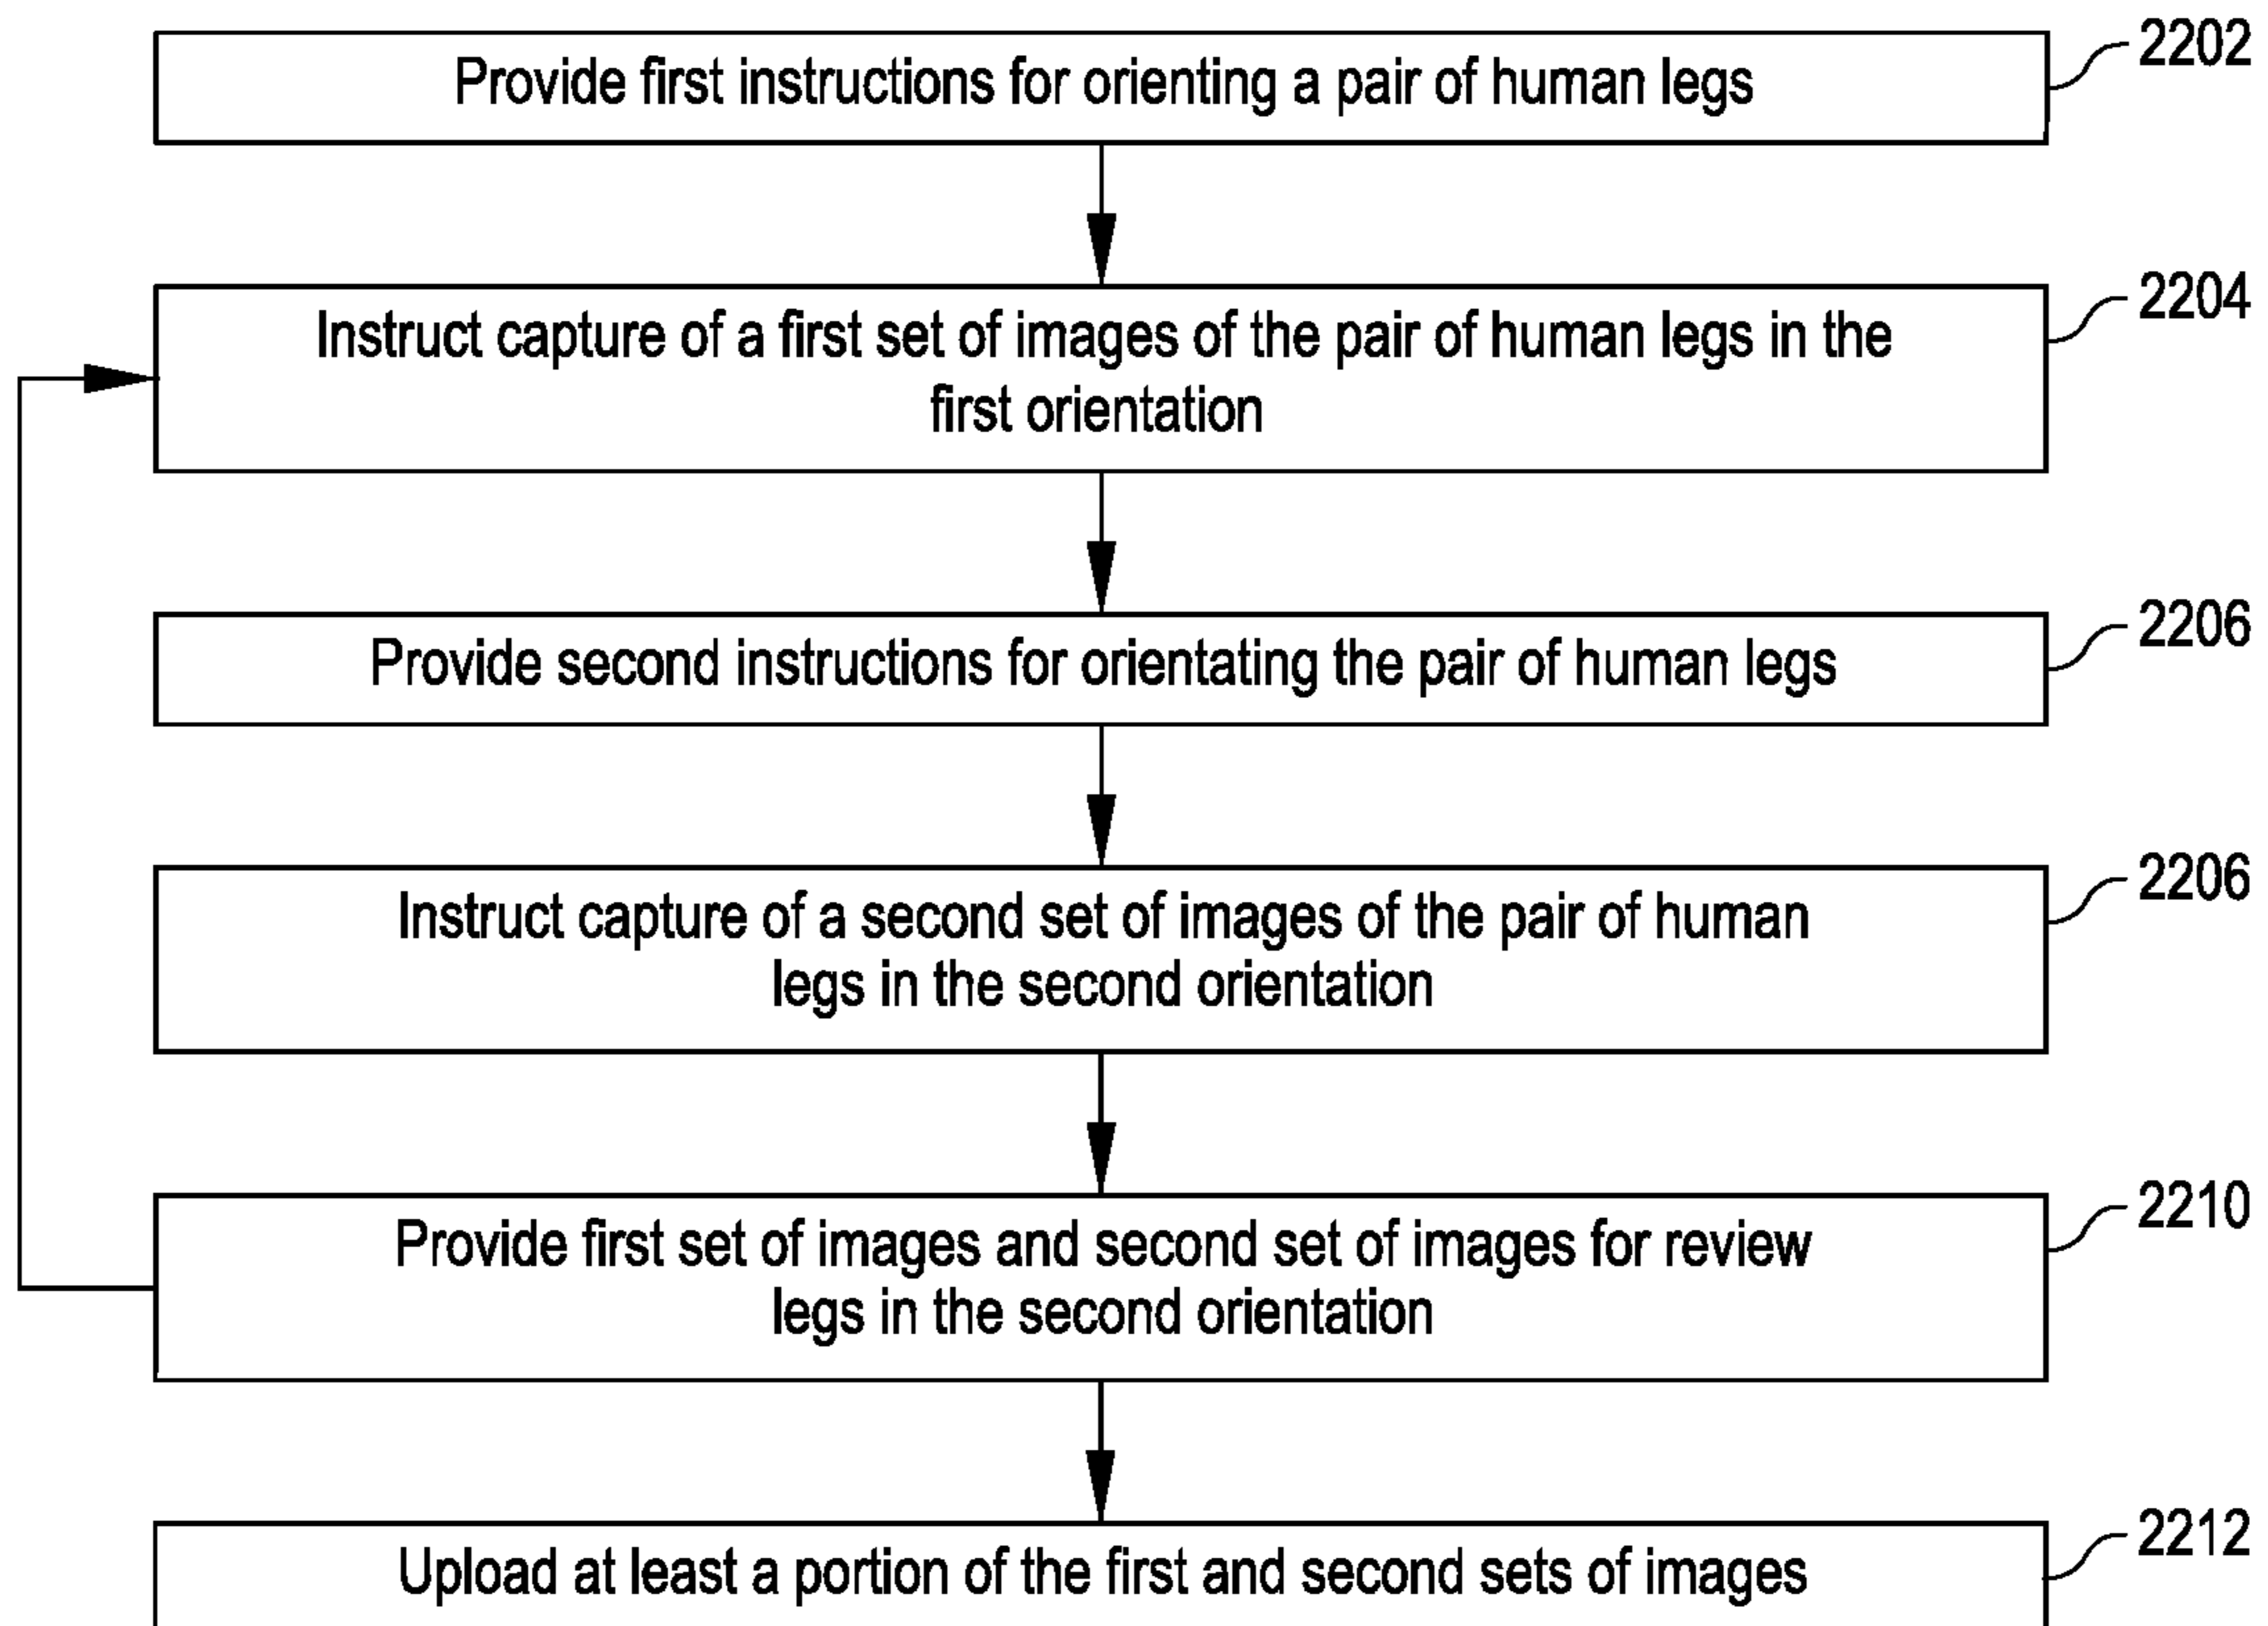 Provide first instructions for orienting a pair of human legs
2202
Instruct capture of a first set of images of the pair of human legs in the
first orientation
2204
Provide second instructions for orientating the pair of human legs
2206
Instruct capture of a second set of images of the pair of human
legs in the second orientation
2206
Provide first set of images and second set of images for review
legs in the second orientation
2210
Upload at least a portion of the first and second sets of images
2212